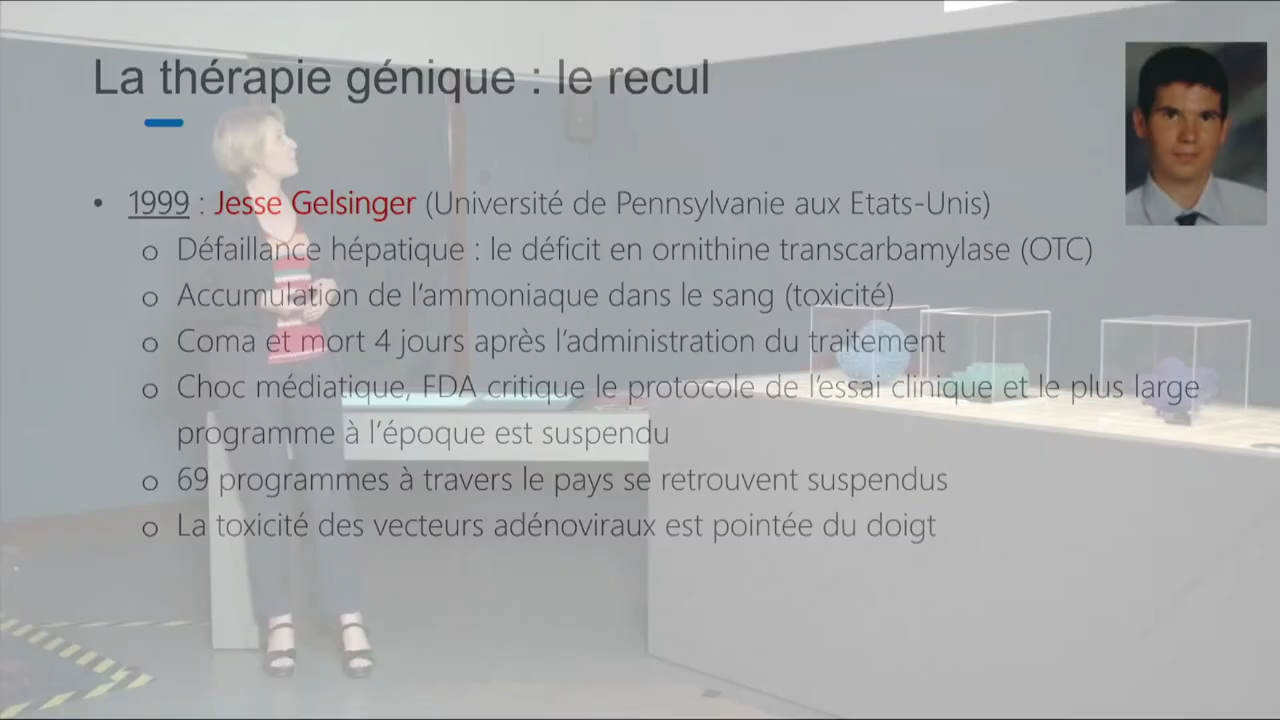 La thérapie génique : le recul
• 1999 : Jesse Gelsinger (Université de Pennsylvanie aux Etats-Unis)
o Défaillance hépatique : le déficit en ornithine transcarbamylase (OTC)
o Accumulation de l'ammoniaque dans le sang (toxicité)
o Coma et mort 4 jours après l'administration du traitement
o Choc médiatique, FDA critique le protocole de l'essai clinique et le plus large
programme à l'époque est suspendu
o 69 programmes à travers le pays se retrouvent suspendus
o La toxicité des vecteurs adénoviraux est pointée du doigt